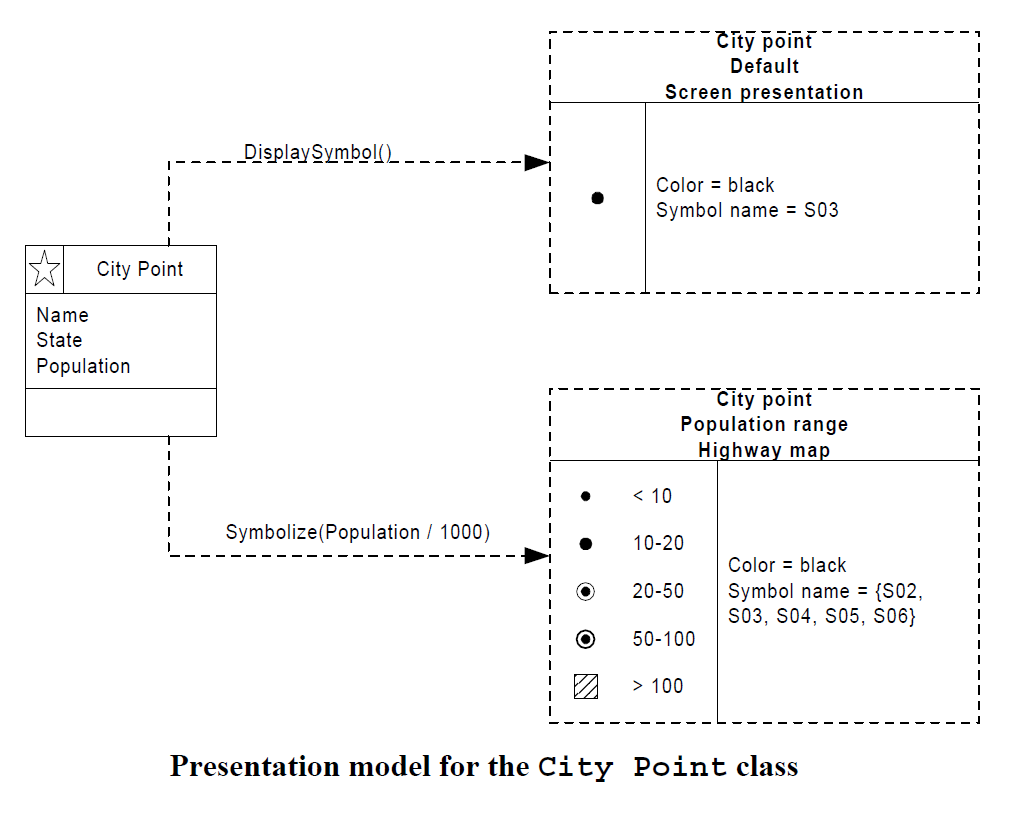 City point
Default
Screen presentation
DisplaySymbol()
Color = black
Symbol name = S03
City Point
Name
State
Population
City point
Population range
Highway map
Symbolize(Population / 1000)
< 10
10-20
20-50
50-100
> 100
Color = black
Symbol name = {S02,
S03, S04, S05, S06}
Presentation model for the City Point class